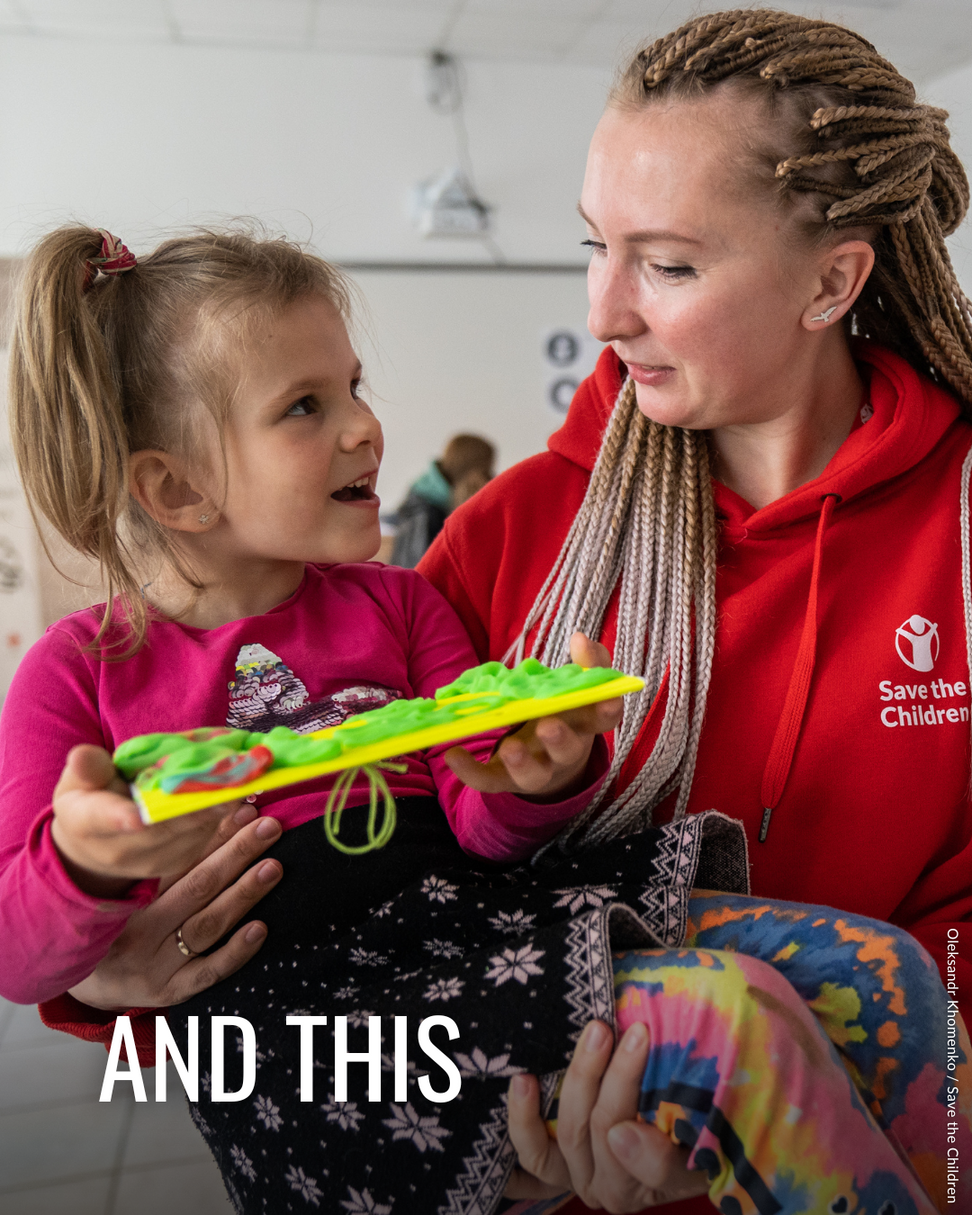 Save the
Children
AND THIS
Oleksandr Khomenko / Save the Children